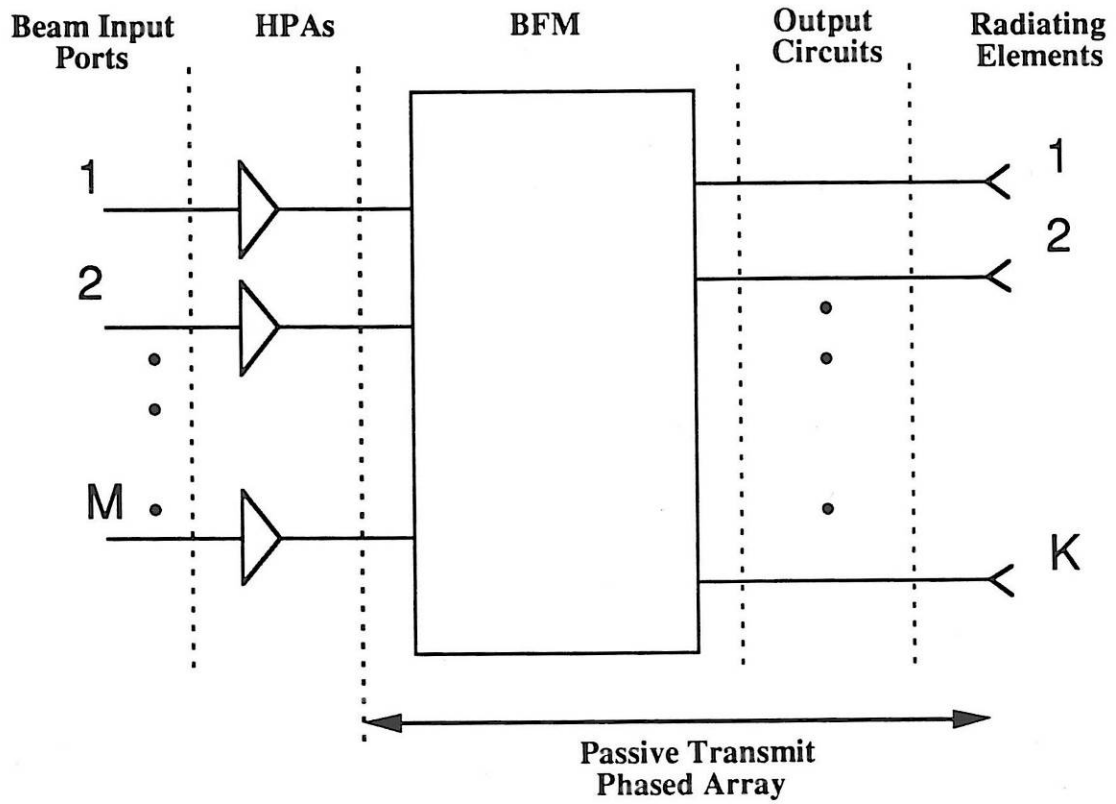 Beam Input
Ports
HPAs
BFM
Output
Circuits
Radiating
Elements
1
2
M
1
2
K
Passive Transmit
Phased Array